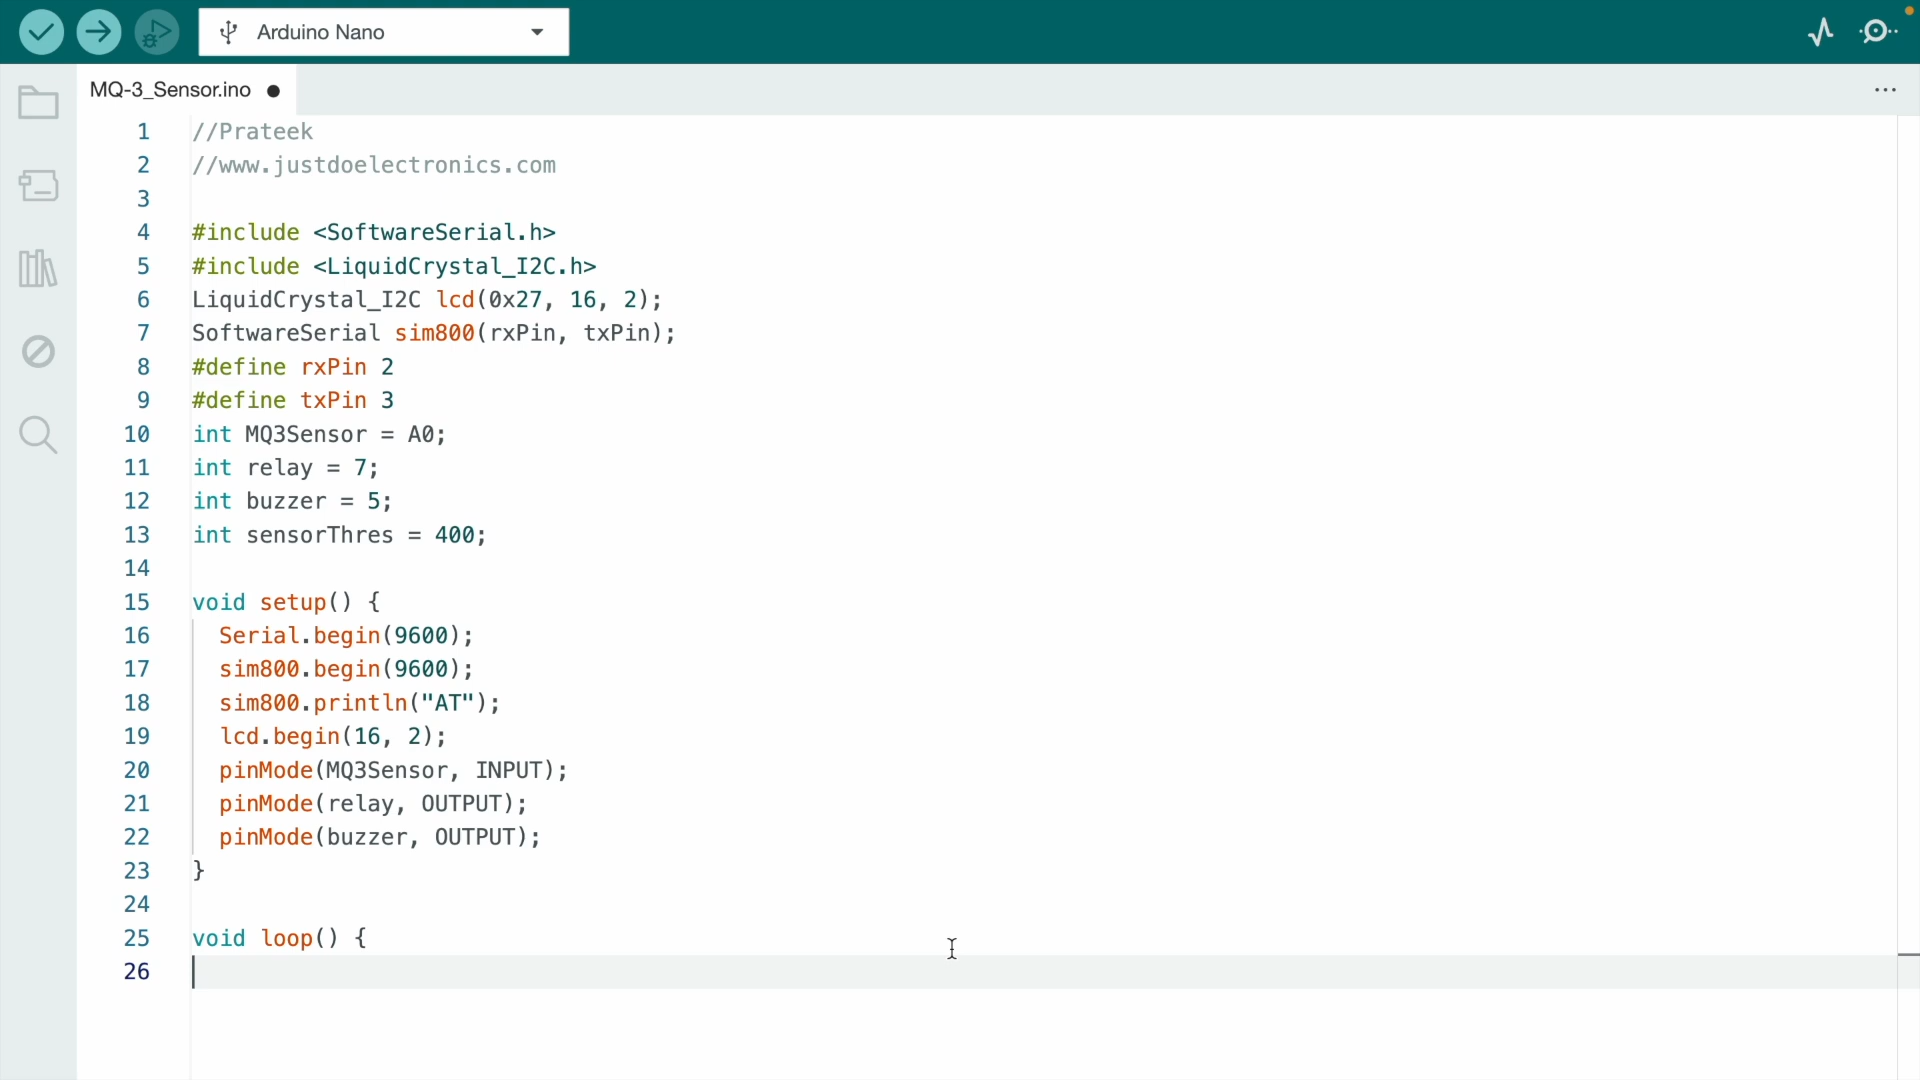 Arduino Nano
MQ-3_Sensor.ino
1 //Prateek
2 //www.justdoelectronics.com
3
4 #include <SoftwareSerial.h>
5 #include <LiquidCrystal_I2C.h>
6 LiquidCrystal_I2C lcd(0x27, 16, 2);
7 SoftwareSerial sim800(rxPin, txPin);
8 #define rxPin 2
9 #define txPin 3
10 int MQ3Sensor = A0;
11 int relay = 7;
12 int buzzer = 5;
13 int sensorThres = 400;
14
15 void setup() {
16   Serial.begin(9600);
17   sim800.begin(9600);
18   sim800.println("AT");
19   lcd.begin(16, 2);
20   pinMode(MQ3Sensor, INPUT);
21   pinMode(relay, OUTPUT);
22   pinMode(buzzer, OUTPUT);
23 }
24
25 void loop() {
26